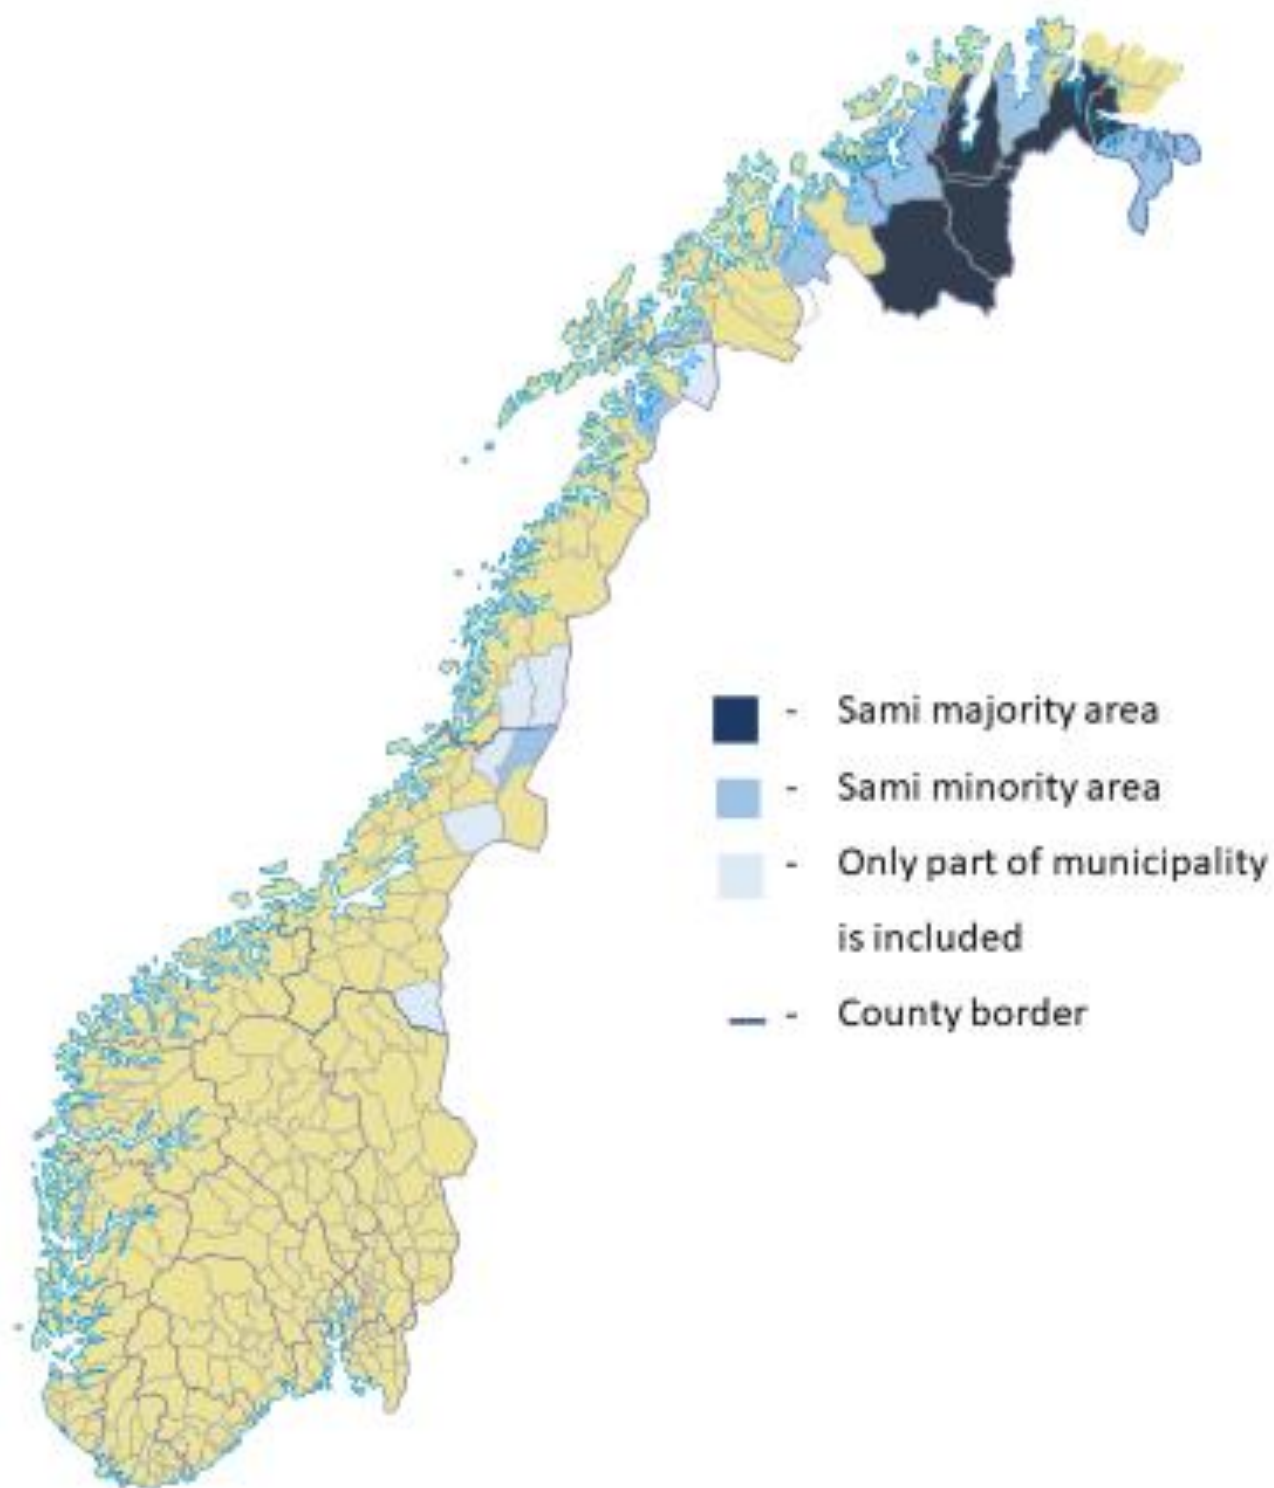 - Sami majority area
- Sami minority area
- Only part of municipality
is included
- County border